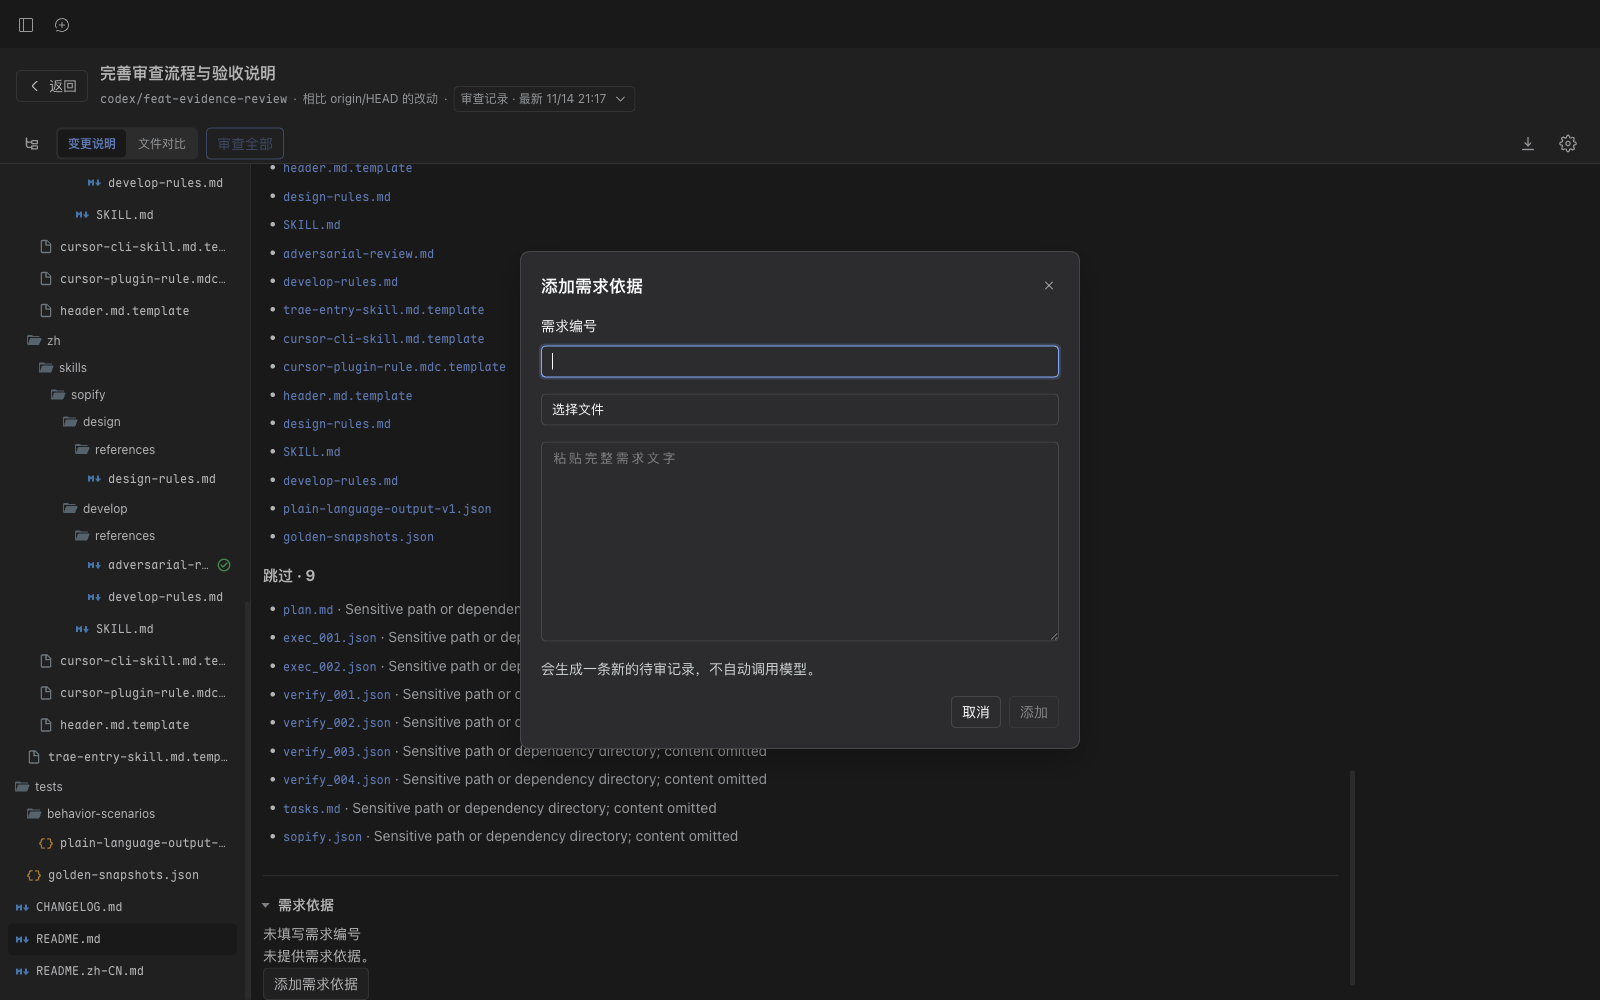 返回
完善审查流程与验收说明
codex/feat-evidence-review · 相比 origin/HEAD 的改动 · 审查记录 · 最新 11/14 21:17
变更说明
文件对比
审查全部
develop-rules.md
SKILL.md
cursor-cli-skill.md.te…
cursor-plugin-rule.mdc…
header.md.template
zh
skills
sopify
design
references
design-rules.md
develop
references
adversarial-r…
develop-rules.md
SKILL.md
cursor-cli-skill.md.te…
cursor-plugin-rule.mdc…
header.md.template
trae-entry-skill.md.temp…
tests
behavior-scenarios
plain-language-output-…
golden-snapshots.json
CHANGELOG.md
README.md
README.zh-CN.md
header.md.template
design-rules.md
SKILL.md
adversarial-review.md
develop-rules.md
trae-entry-skill.md.template
cursor-cli-skill.md.template
cursor-plugin-rule.mdc.template
header.md.template
design-rules.md
SKILL.md
develop-rules.md
plain-language-output-v1.json
golden-snapshots.json
跳过 · 9
plan.md · Sensitive path or depender
exec_001.json · Sensitive path or dep
exec_002.json · Sensitive path or dep
verify_001.json · Sensitive path or d
verify_002.json · Sensitive path or d
verify_003.json · Sensitive path or dependency directory; content omitted
verify_004.json · Sensitive path or dependency directory; content omitted
tasks.md · Sensitive path or dependency directory; content omitted
sopify.json · Sensitive path or dependency directory; content omitted
需求依据
未填写需求编号
未提供需求依据。
添加需求依据
添加需求依据
需求编号
选择文件
粘贴完整需求文字
会生成一条新的待审记录，不自动调用模型。
取消
添加